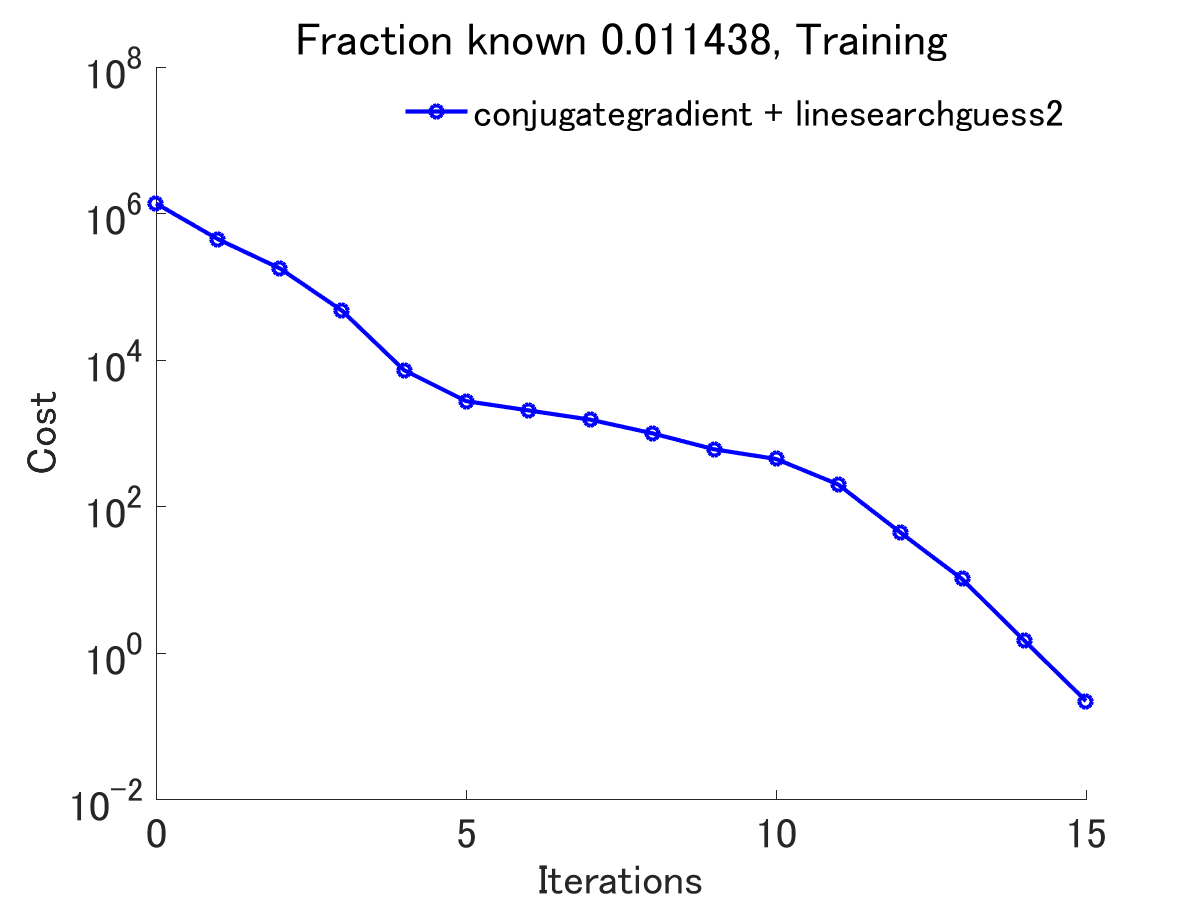 Fraction known 0.011438, Training
conjugategradient + linesearchguess2
10^8
10^6
10^4
10^2
10^0
10^-2
Cost
0 5 10 15
Iterations